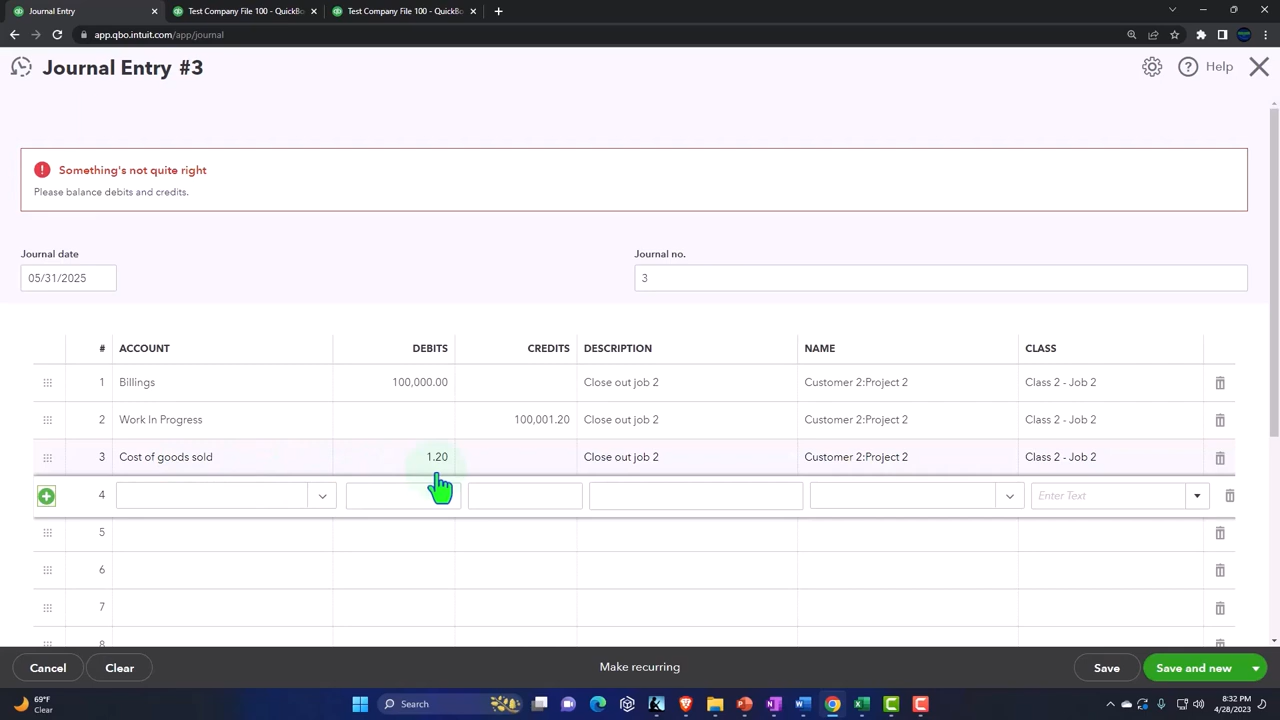 Journal Entry
Test Company File 100 - QuickBo
Test Company File 100 - QuickBo
app.qbo.intuit.com/app/journal
Journal Entry #3
Help
Something's not quite right
Please balance debits and credits.
Journal date
Journal no.
05/31/2025
3
# ACCOUNT DEBITS CREDITS DESCRIPTION NAME CLASS
1 Billings 100,000.00 Close out job 2 Customer 2:Project 2 Class 2 - Job 2
2 Work In Progress 100,001.20 Close out job 2 Customer 2:Project 2 Class 2 - Job 2
3 Cost of goods sold 1.20 Close out job 2 Customer 2:Project 2 Class 2 - Job 2
4 Enter Text
5
6
7
8
Cancel Clear Make recurring Save Save and new
69°F
Clear
Search
8:32 PM
4/28/2023